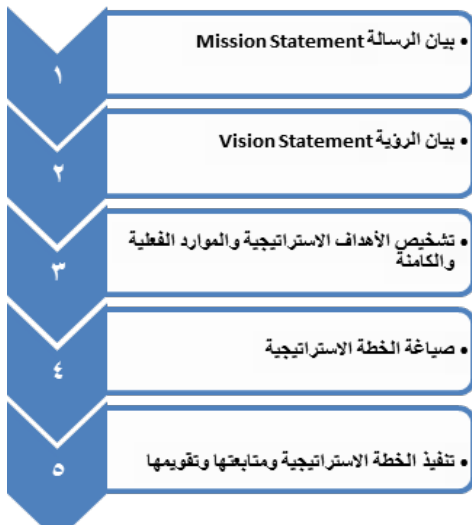 ١
• بيان الرسالة Mission Statement
٢
• بيان الرؤية Vision Statement
٣
• تشخيص الأهداف الاستراتيجية والموارد الفعلية
والكامنة
٤
• صياغة الخطة الاستراتيجية
٥
• تنفيذ الخطة الاستراتيجية ومتابعتها وتقويمها